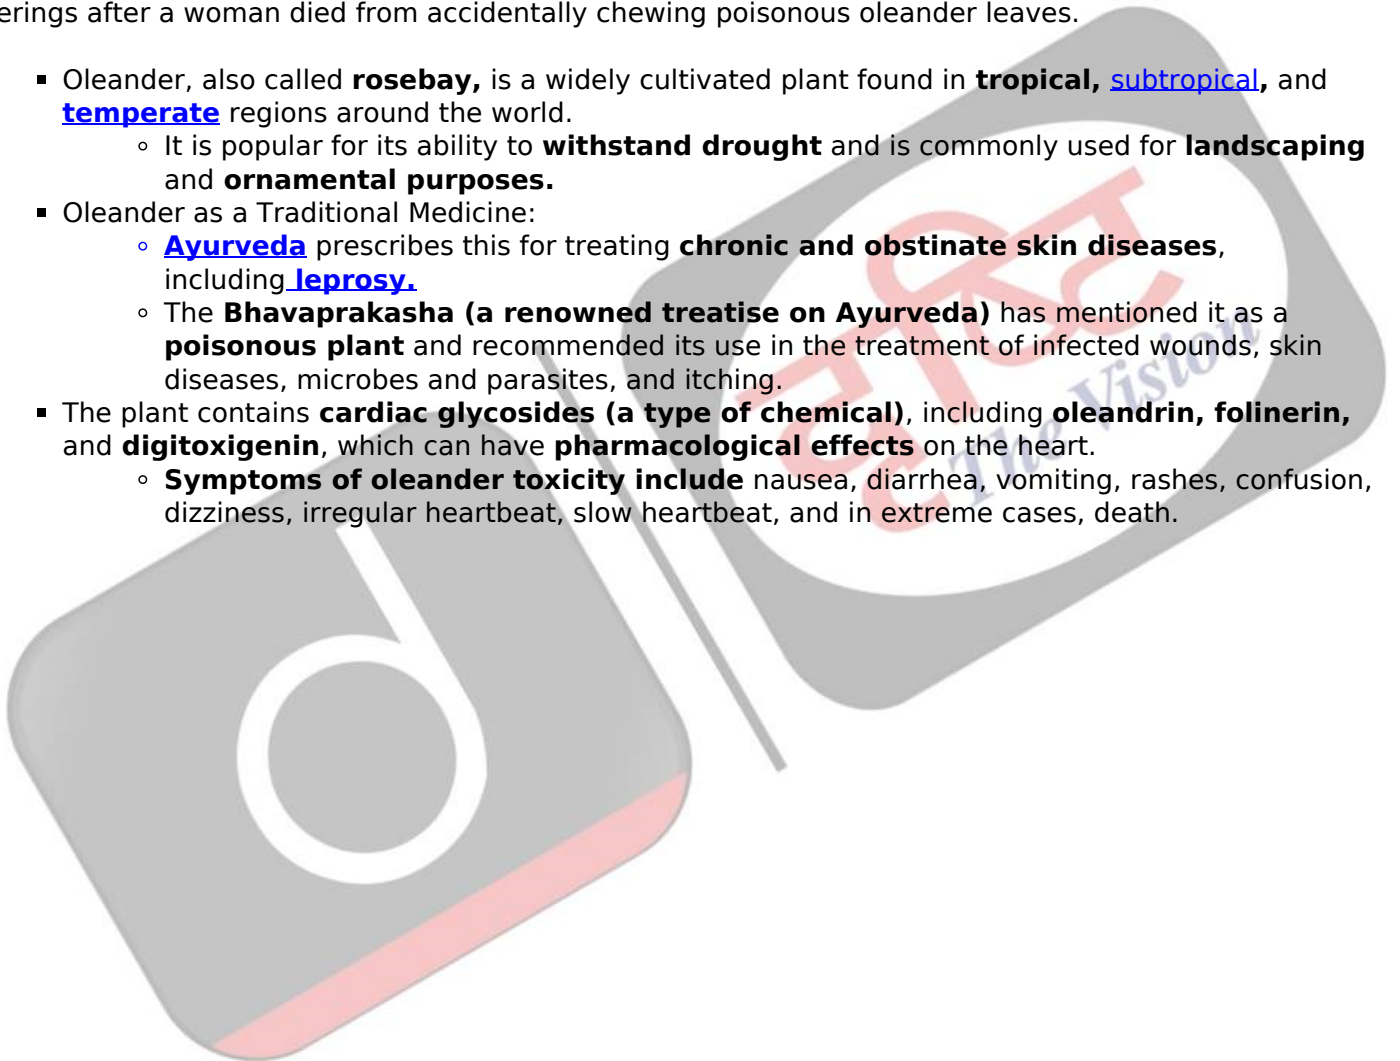 erings after a woman died from accidentally chewing poisonous oleander leaves.
▪ Oleander, also called rosebay, is a widely cultivated plant found in tropical, subtropical, and
temperate regions around the world.
◦ It is popular for its ability to withstand drought and is commonly used for landscaping
and ornamental purposes.
▪ Oleander as a Traditional Medicine:
◦ Ayurveda prescribes this for treating chronic and obstinate skin diseases,
including leprosy.
◦ The Bhavaprakasha (a renowned treatise on Ayurveda) has mentioned it as a
poisonous plant and recommended its use in the treatment of infected wounds, skin
diseases, microbes and parasites, and itching.
▪ The plant contains cardiac glycosides (a type of chemical), including oleandrin, folinerin,
and digitoxigenin, which can have pharmacological effects on the heart.
◦ Symptoms of oleander toxicity include nausea, diarrhea, vomiting, rashes, confusion,
dizziness, irregular heartbeat, slow heartbeat, and in extreme cases, death.
दृष्टि
The Vision
d